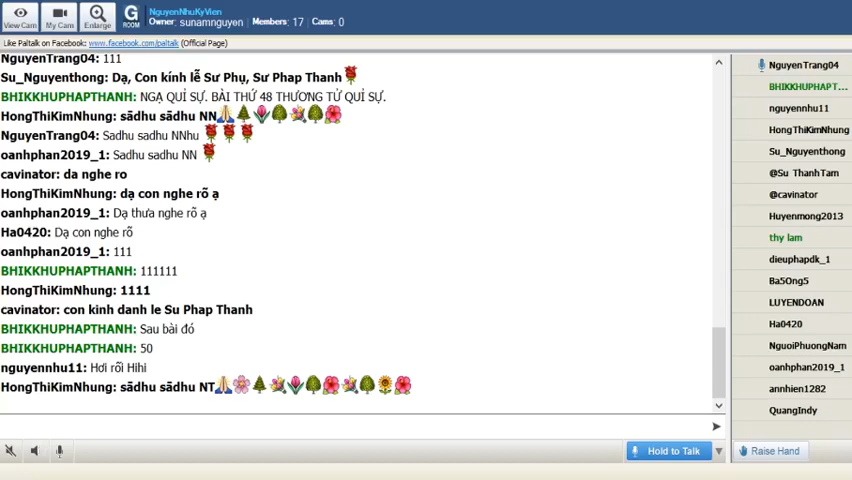 View Cam
My Cam
Enlarge
G
ROOM
NguyenNhuKyVien
Owner: sunamnguyen Members: 17 Cams: 0
Like Paltalk on Facebook: www.facebook.com/paltalk (Official Page)
NguyenTrang04: 111
Su_Nguyenthong: Dạ, Con kính lễ Sư Phụ, Sư Phap Thanh
BHIKKHUPHAPTHANH: NGẠ QUỈ SỰ. BÀI THỨ 48 THƯƠNG TỬ QUỈ SỰ.
HongThiKimNhung: sādhu sādhu NN
NguyenTrang04: Sadhu sadhu NNhu
oanhphan2019_1: Sadhu sadhu NN
cavinator: da nghe ro
HongThiKimNhung: dạ con nghe rõ ạ
oanhphan2019_1: Dạ thưa nghe rõ ạ
Ha0420: Dạ con nghe rõ
oanhphan2019_1: 111
BHIKKHUPHAPTHANH: 111111
HongThiKimNhung: 1111
cavinator: con kinh danh le Su Phap Thanh
BHIKKHUPHAPTHANH: Sau bài đó
BHIKKHUPHAPTHANH: 50
nguyennhu11: Hơi rối Hihi
HongThiKimNhung: sādhu sādhu NT
Hold to Talk
NguyenTrang04
BHIKKHUPHAPT...
nguyennhu11
HongThiKimNhung
Su_Nguyenthong
@Su ThanhTam
@cavinator
Huyenmong2013
thy lam
dieuphapdk_1
Ba5Ong5
LUYENDOAN
Ha0420
NguoiPhuongNam
oanhphan2019_1
annhien1282
QuangIndy
Raise Hand